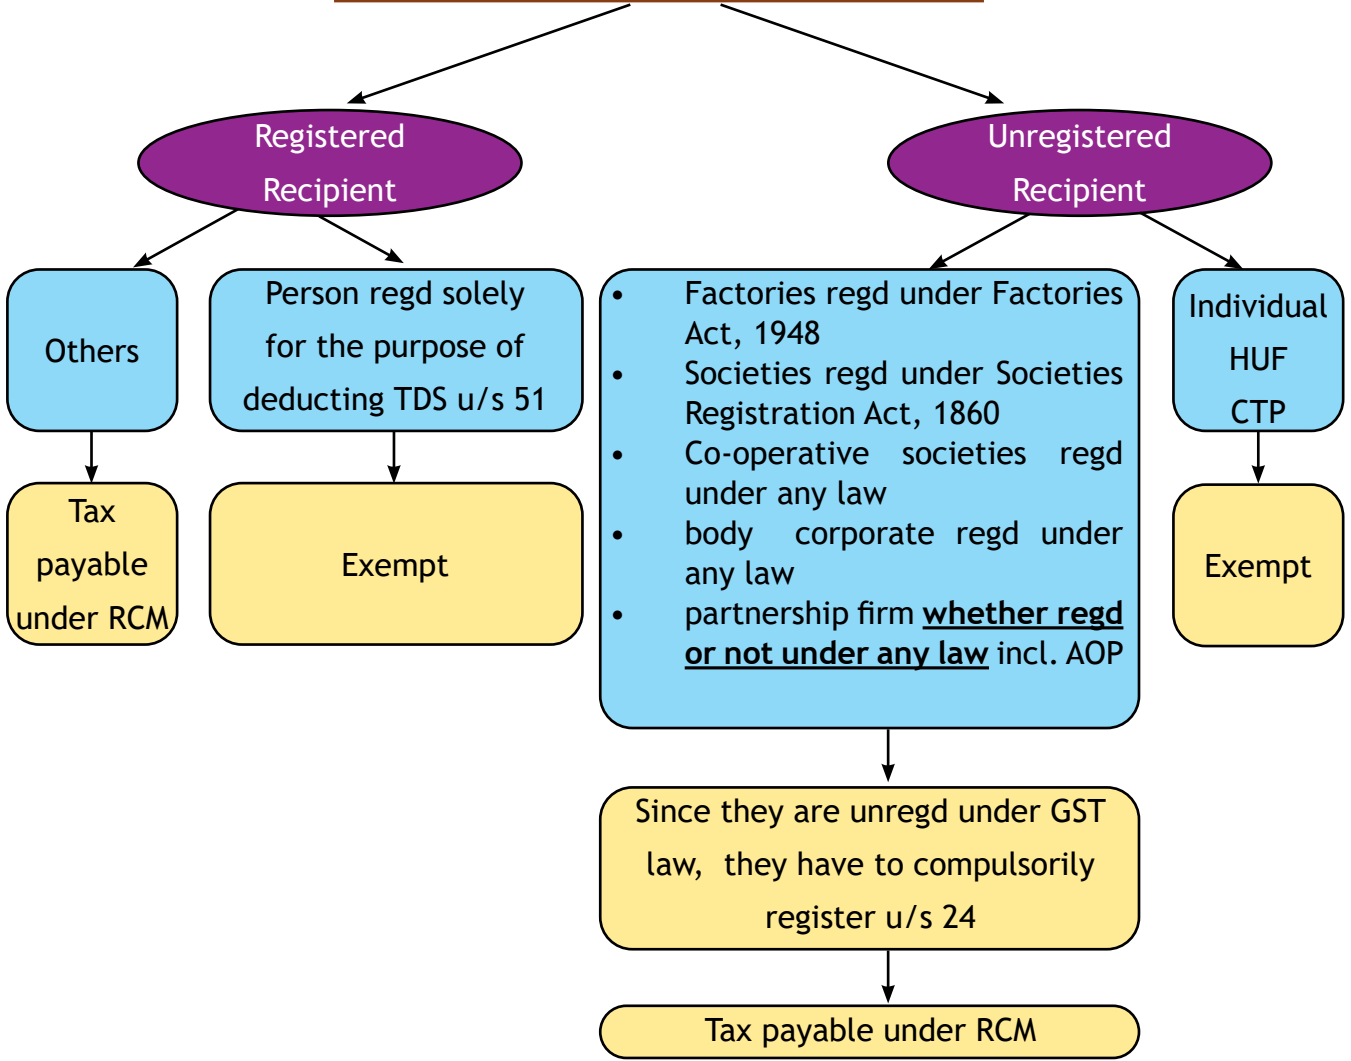 Registered
Recipient
Unregistered
Recipient
Others
Person regd solely
for the purpose of
deducting TDS u/s 51
• Factories regd under Factories
Act, 1948
• Societies regd under Societies
Registration Act, 1860
• Co-operative societies regd
under any law
• body corporate regd under
any law
• partnership firm whether regd
or not under any law incl. AOP
Individual
HUF
CTP
Tax
payable
under RCM
Exempt
Exempt
Since they are unregd under GST
law, they have to compulsorily
register u/s 24
Tax payable under RCM